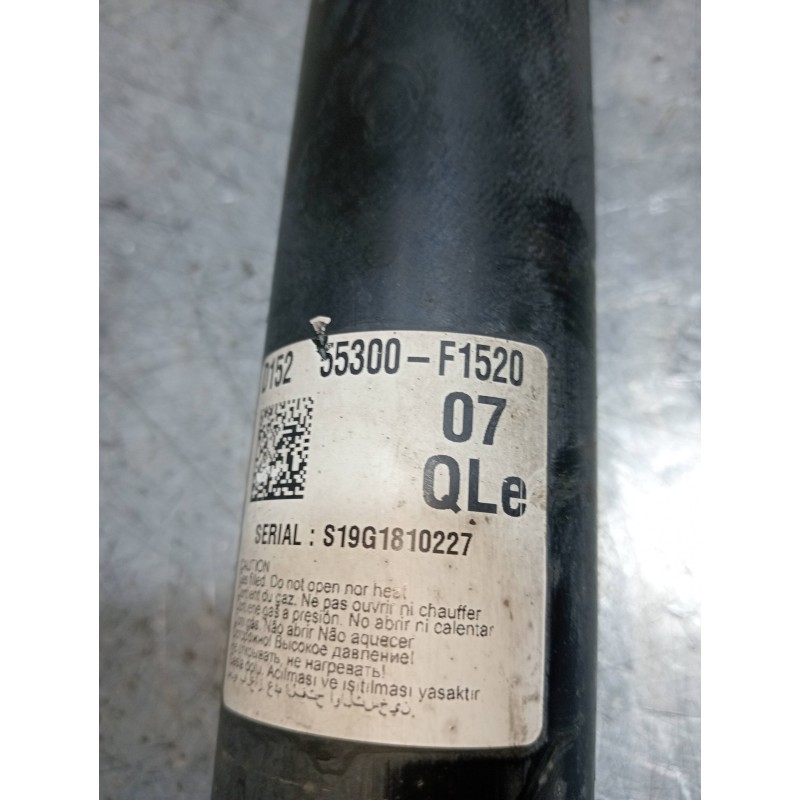 D152 55300-F1520
07
QLe
SERIAL : S19G1810227
CAUTION
filled. Do not open nor heat
du gaz. Ne pas ouvrir ni chauffer
gas a presión. No abrir ni calentar
gás. Não abrir Não aquecer
Высокое давление!
не нагревать!
dolu. Açılması ve ısıtılması yasaktır